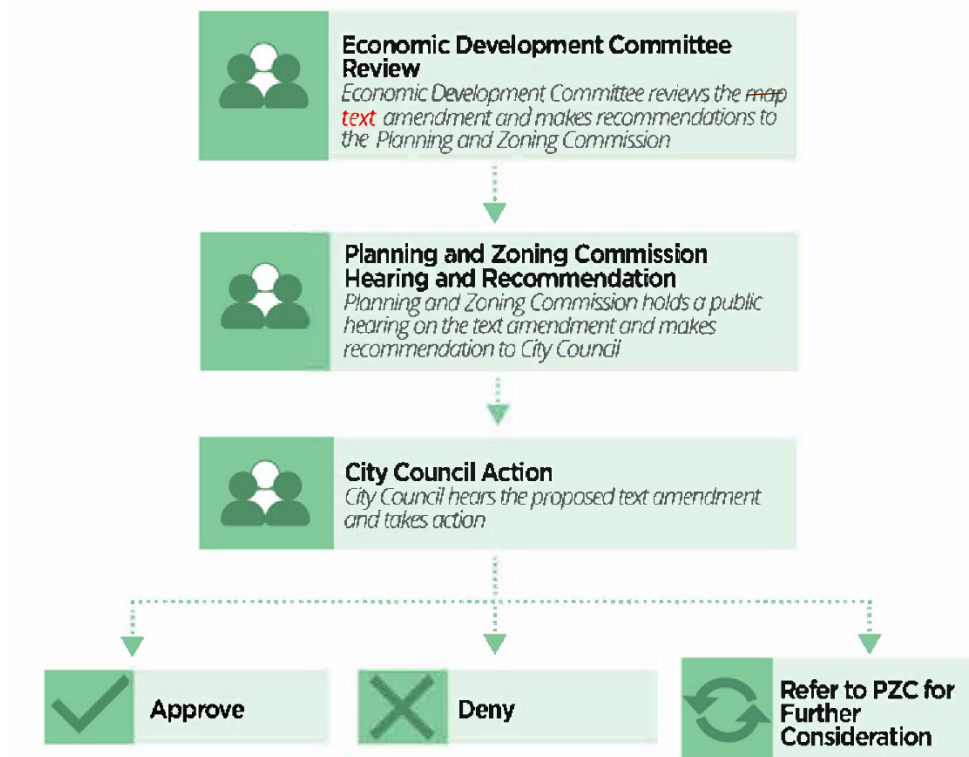 Economic Development Committee
Review
Economic Development Committee reviews the map
text amendment and makes recommendations to
the Planning and Zoning Commission
Planning and Zoning Commission
Hearing and Recommendation
Planning and Zoning Commission holds a public
hearing on the text amendment and makes
recommendation to City Council
City Council Action
City Council hears the proposed text amendment
and takes action
Approve
Deny
Refer to PZC for
Further
Consideration